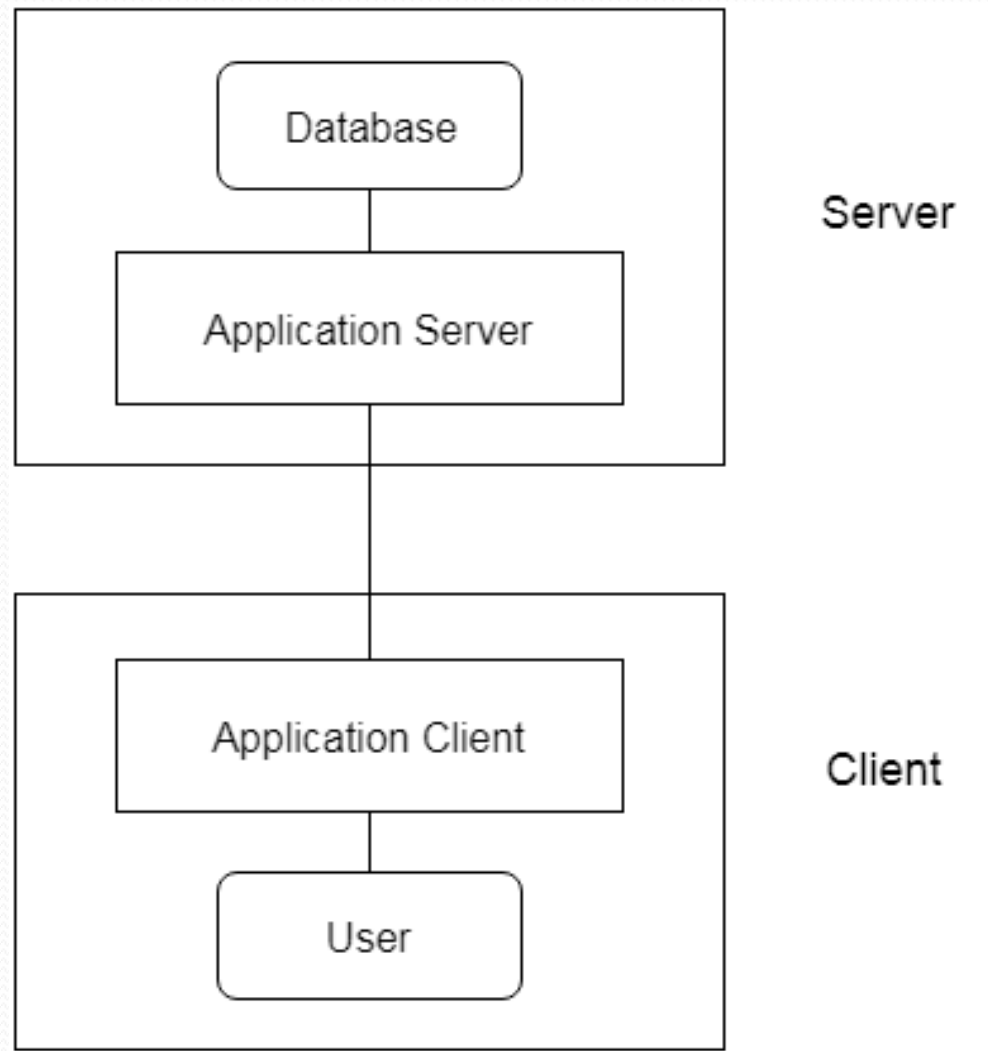 Database
Server
Application Server
Application Client
Client
User